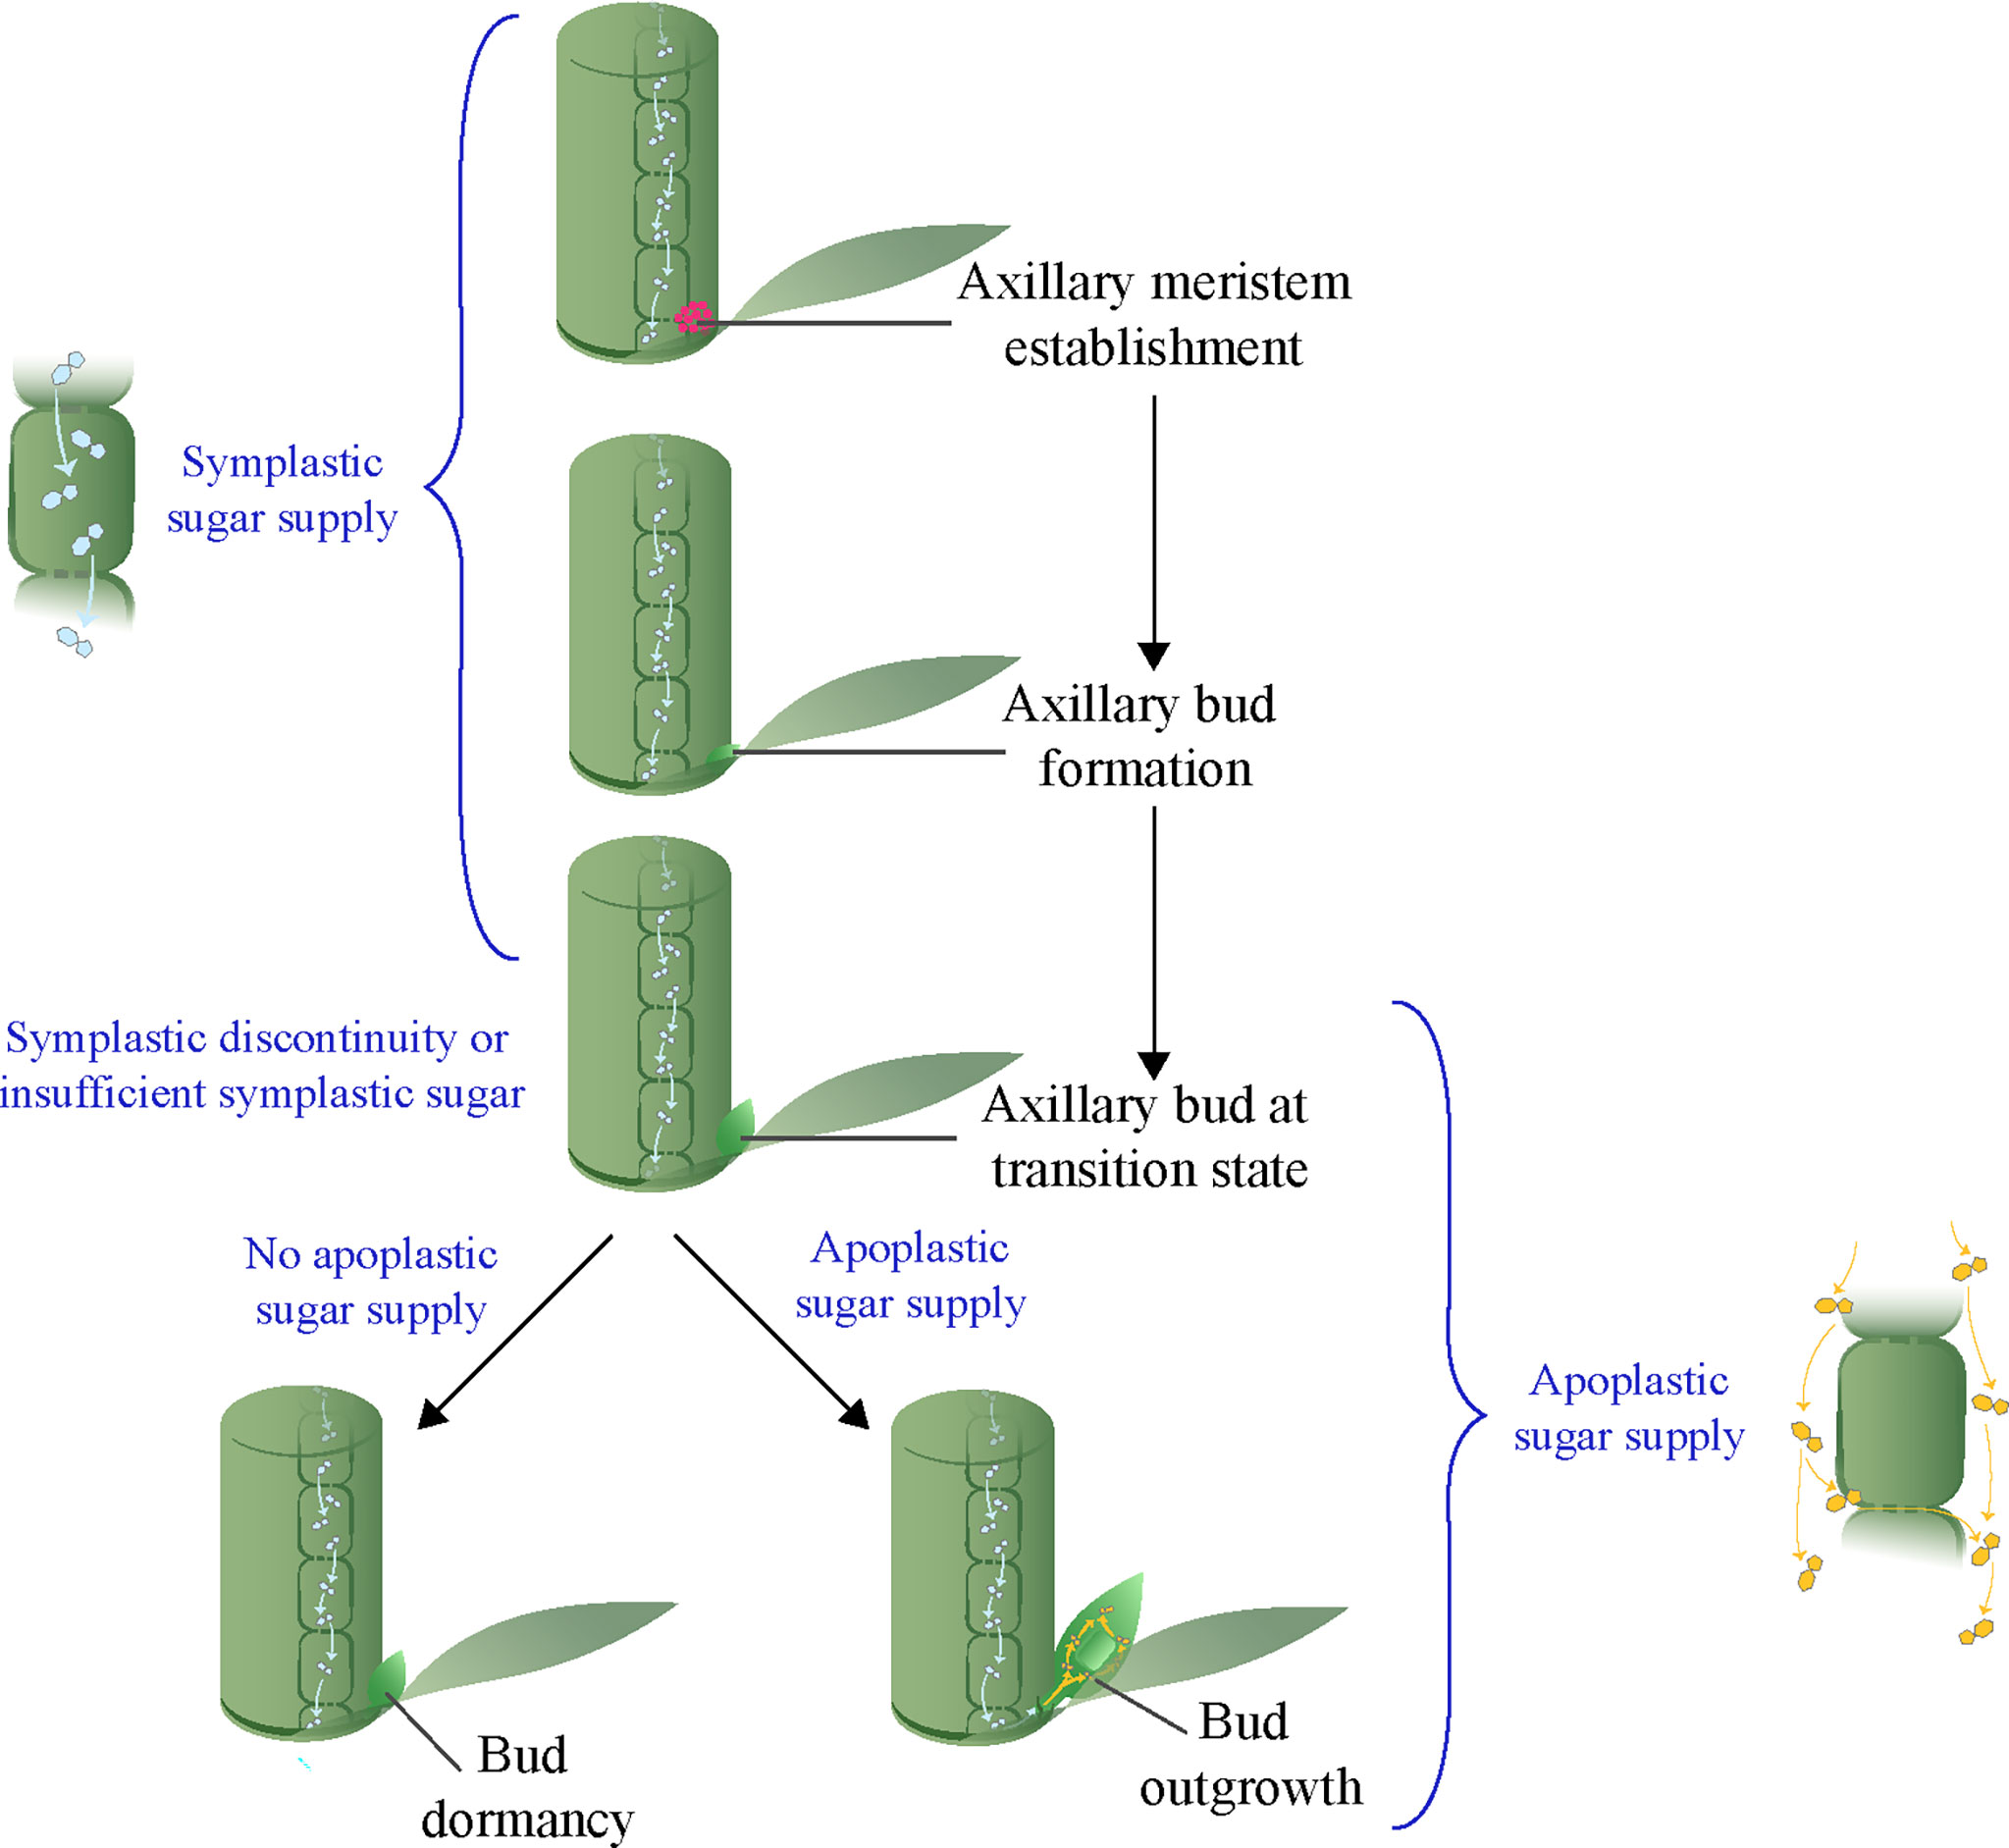 Axillary meristem
establishment
Symplastic
sugar supply
Axillary bud
formation
Symplastic discontinuity or
insufficient symplastic sugar
Axillary bud at
transition state
No apoplastic
sugar supply
Apoplastic
sugar supply
Apoplastic
sugar supply
Bud
outgrowth
Bud
dormancy